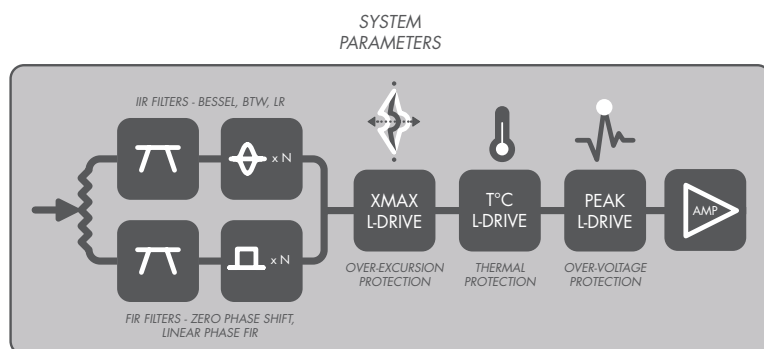 SYSTEM
PARAMETERS
IIR FILTERS - BESSEL, BTW, LR
x N
XMAX
L-DRIVE
T°C
L-DRIVE
PEAK
L-DRIVE
AMP
x N
OVER-EXCURSION
PROTECTION
THERMAL
PROTECTION
OVER-VOLTAGE
PROTECTION
FIR FILTERS - ZERO PHASE SHIFT,
LINEAR PHASE FIR